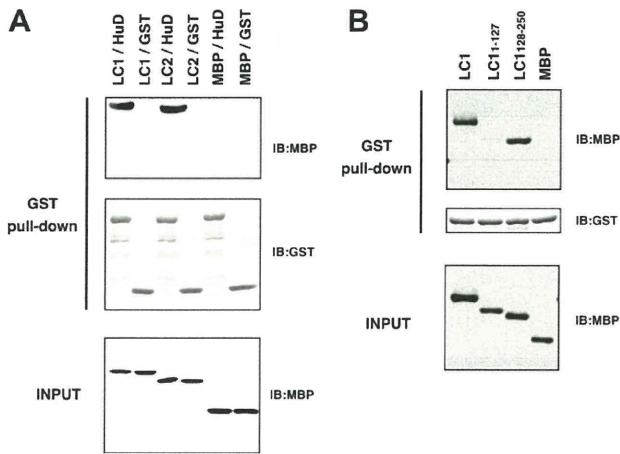 A
LC1 / HuD
LC1 / GST
LC2 / HuD
LC2 / GST
MBP / HuD
MBP / GST
GST
pull-down
IB:MBP
IB:GST
INPUT
IB:MBP
B
LC1
LC11-127
LC1128-250
MBP
GST
pull-down
IB:MBP
IB:GST
INPUT
IB:MBP